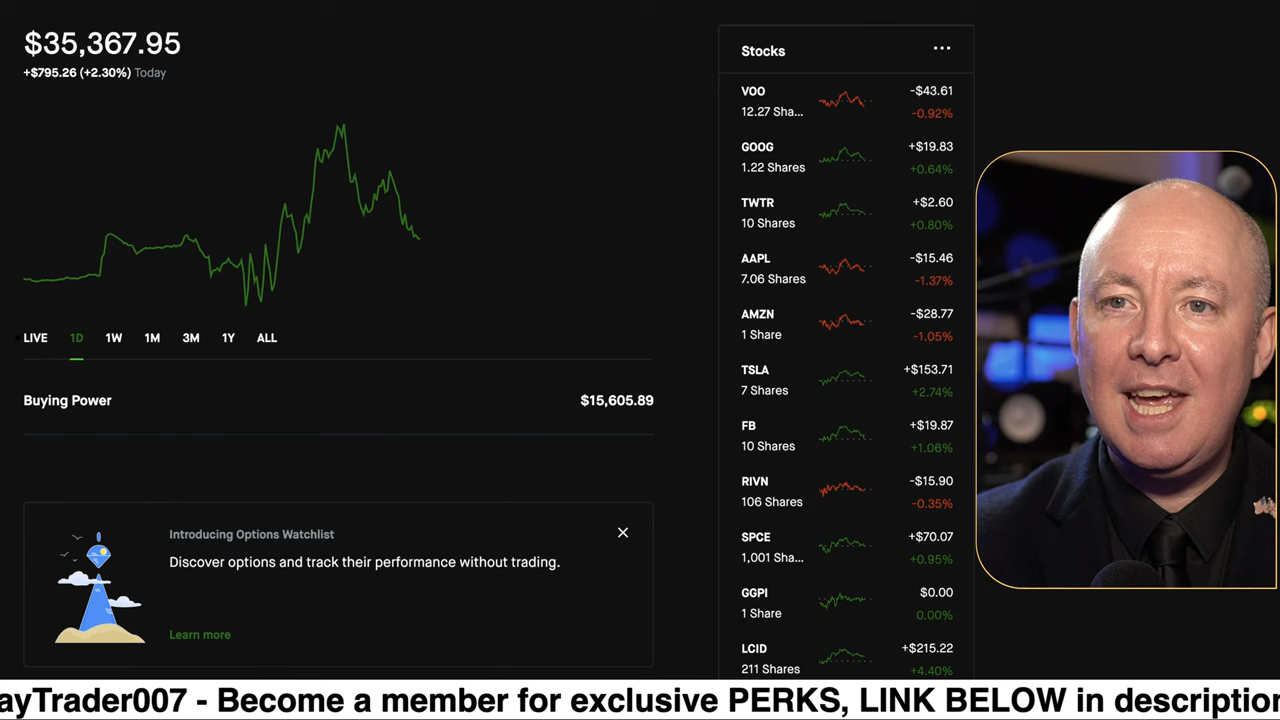 $35,367.95
+$795.26 (+2.30%) Today
LIVE 1D 1W 1M 3M 1Y ALL
Buying Power $15,605.89
Introducing Options Watchlist
Discover options and track their performance without trading.
Learn more
Stocks
VOO -$43.61
12.27 Sha... -0.92%
GOOG +$19.83
1.22 Shares +0.64%
TWTR +$2.60
10 Shares +0.80%
AAPL -$15.46
7.06 Shares -1.37%
AMZN -$28.77
1 Share -1.05%
TSLA +$153.71
7 Shares +2.74%
FB +$19.87
10 Shares +1.06%
RIVN -$15.90
106 Shares -0.35%
SPCE +$70.07
1,001 Sha... +0.95%
GGPI $0.00
1 Share 0.00%
LCID +$215.22
211 Shares +4.40%
ayTrader007 - Become a member for exclusive PERKS, LINK BELOW in description